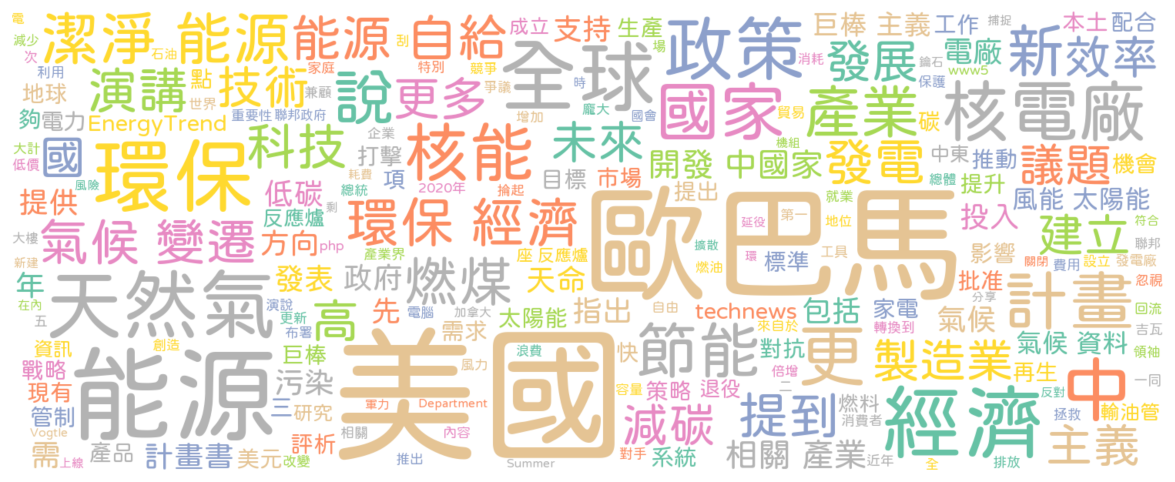 電
減少
次
潔淨 能源
石油
能源
刮
自給
成立
支持
生產
場
巨棒 主義
工作
捕捉
本土
配合
利用
地球
演講
點
世界
技術
家庭
兼顧
說
特別
競爭
爭議
更多
全球
時
龐大
政策
國會
消耗
發展
電廠
鑰石
www5
保護
新
效率
夠
電力
EnergyTrend
重要性
聯邦政府
增加
國家
貿易
產業
碳
核電廠
大計
低價
國
環保
科技
企業
打擊
核能
未來
開發
機組
中國家
發電
中東
推動
議題
機會
風險
耗費
總統
項
2020年
掄起
目標
市場
提出
就業
總體
提升
風能 太陽能
提供
低碳
反應爐
剩
歐巴馬
延役
第一
地位
投入
建立
符合
大樓
氣候 變遷
方向
php
環保 經濟
產業界
座 反應爐
擴散
環
工具
影響
聯邦
新建
關閉
設立
發電廠
年
天然氣
發表
政府
燃煤
天命
燃油
標準
批准
費用
忽視
在內
演說
布署
高
先
電腦
加拿大
指出
自由
包括
家電
分享
計畫
回流
五
更新
需求
太陽能
technews
來自於
轉換到
氣候
吉瓦
資訊
創造
能源
巨棒
美國
浪費
快
節能
對抗
倍增
更
製造業
氣候 資料
領袖
戰略
污染
風力
容量
策略
退役
二
再生
中
反對
一同
現有
三
研究
軍力
Department
減碳
提到
燃料
消費者
經濟
拯救
輸油管
管制
Vogtle
評析
相關
內容
需
上線
產品
計畫書
美元
改變
推出
Summer
對手
系統
相關 產業
近年
全
排放
主義